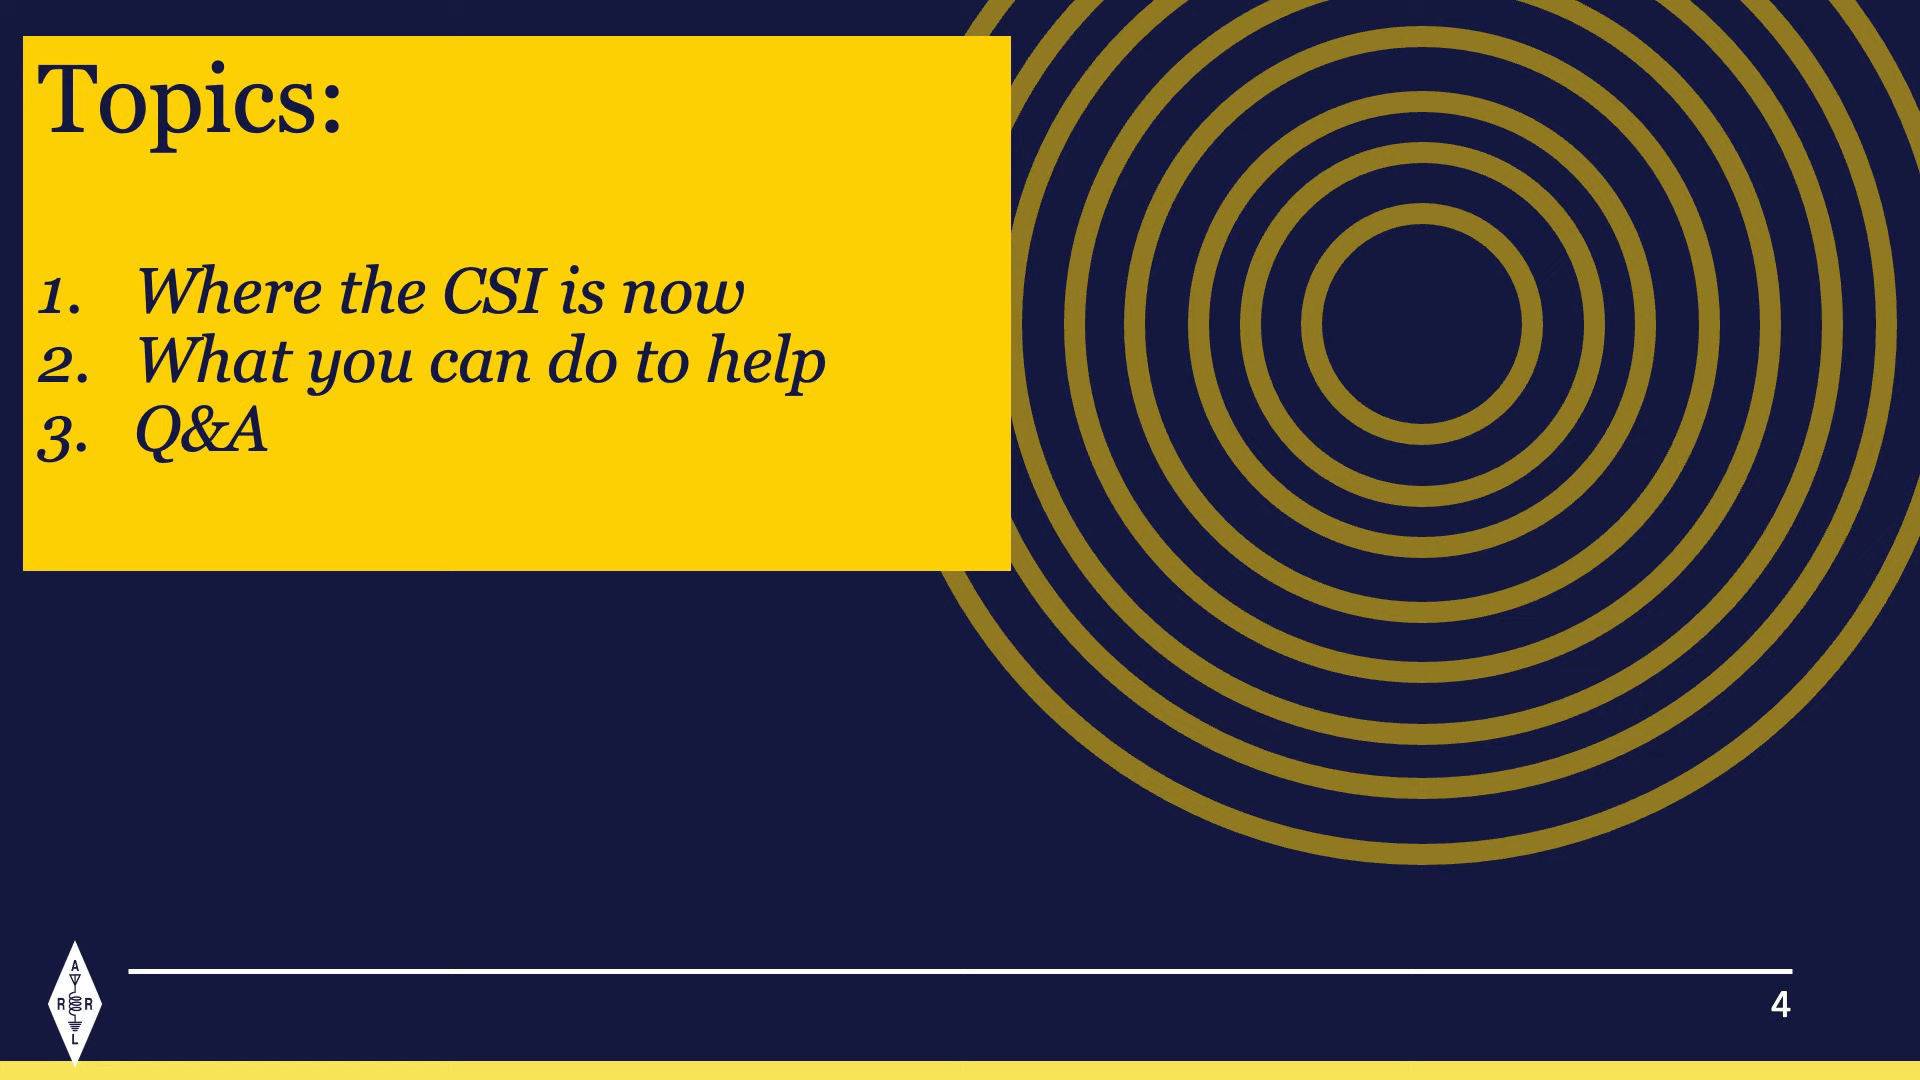 Topics:
1. Where the CSI is now
2. What you can do to help
3. Q&A
A
R R
L
4